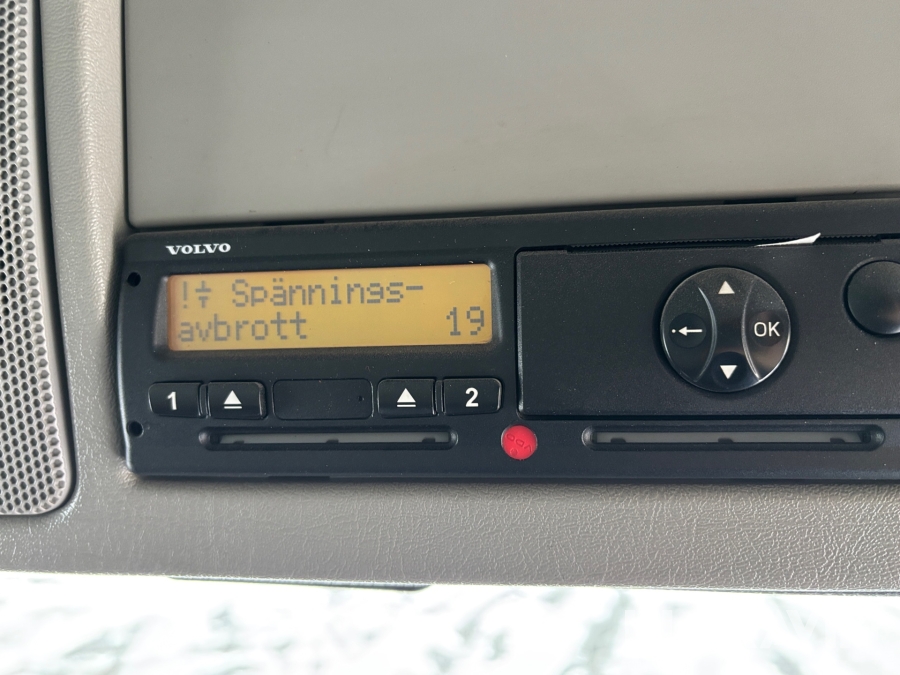 VOLVO
! Spännings-
avbrott 19
1
2
OK